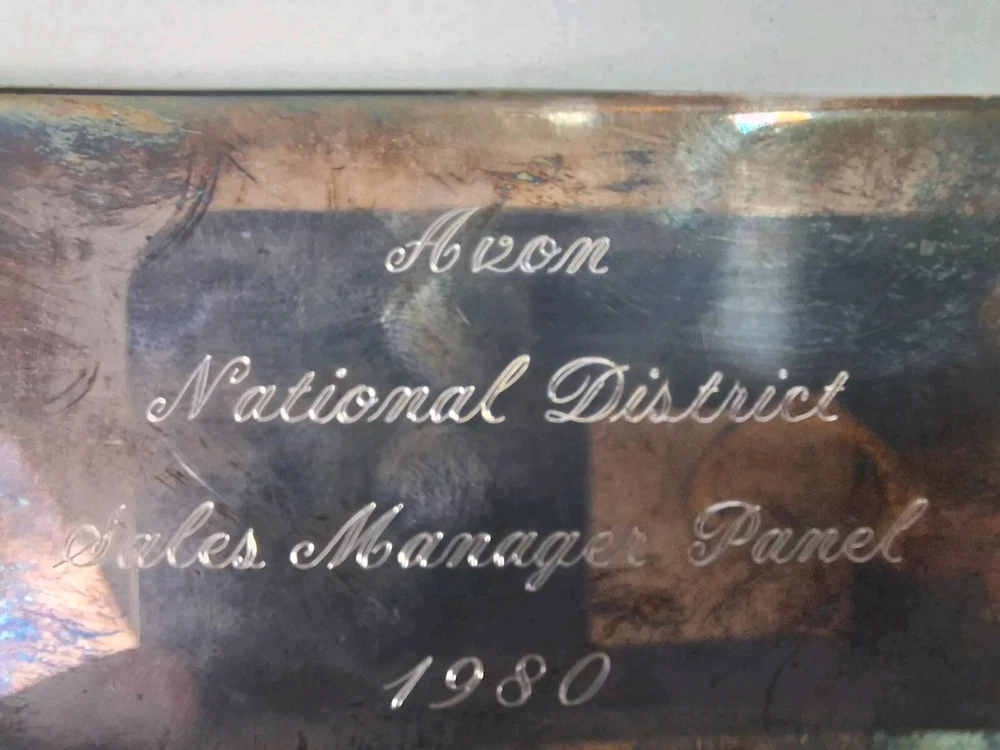 Avon
National District
Sales Manager Panel
1980